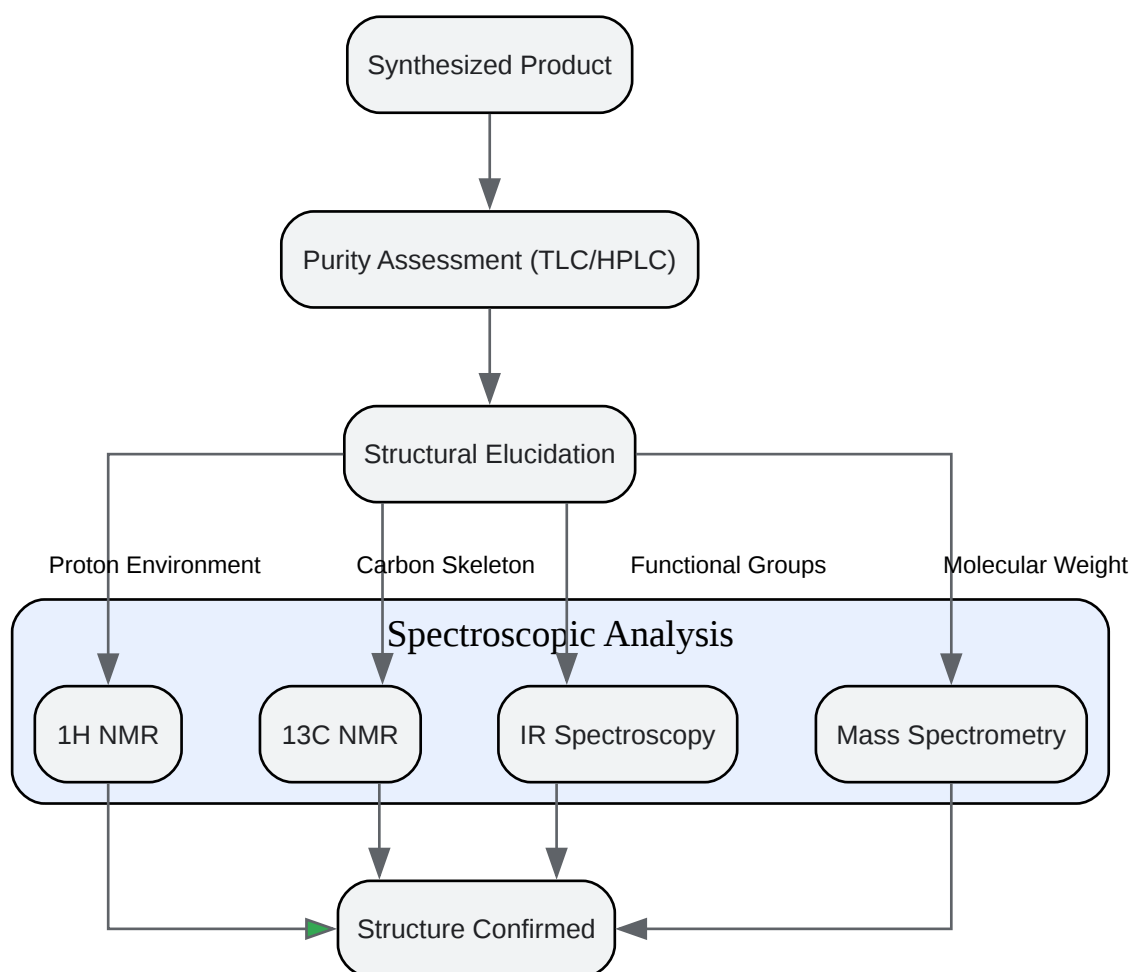 Synthesized Product
Purity Assessment (TLC/HPLC)
Structural Elucidation
Proton Environment
Carbon Skeleton
Functional Groups
Molecular Weight
Spectroscopic Analysis
1H NMR
13C NMR
IR Spectroscopy
Mass Spectrometry
Structure Confirmed